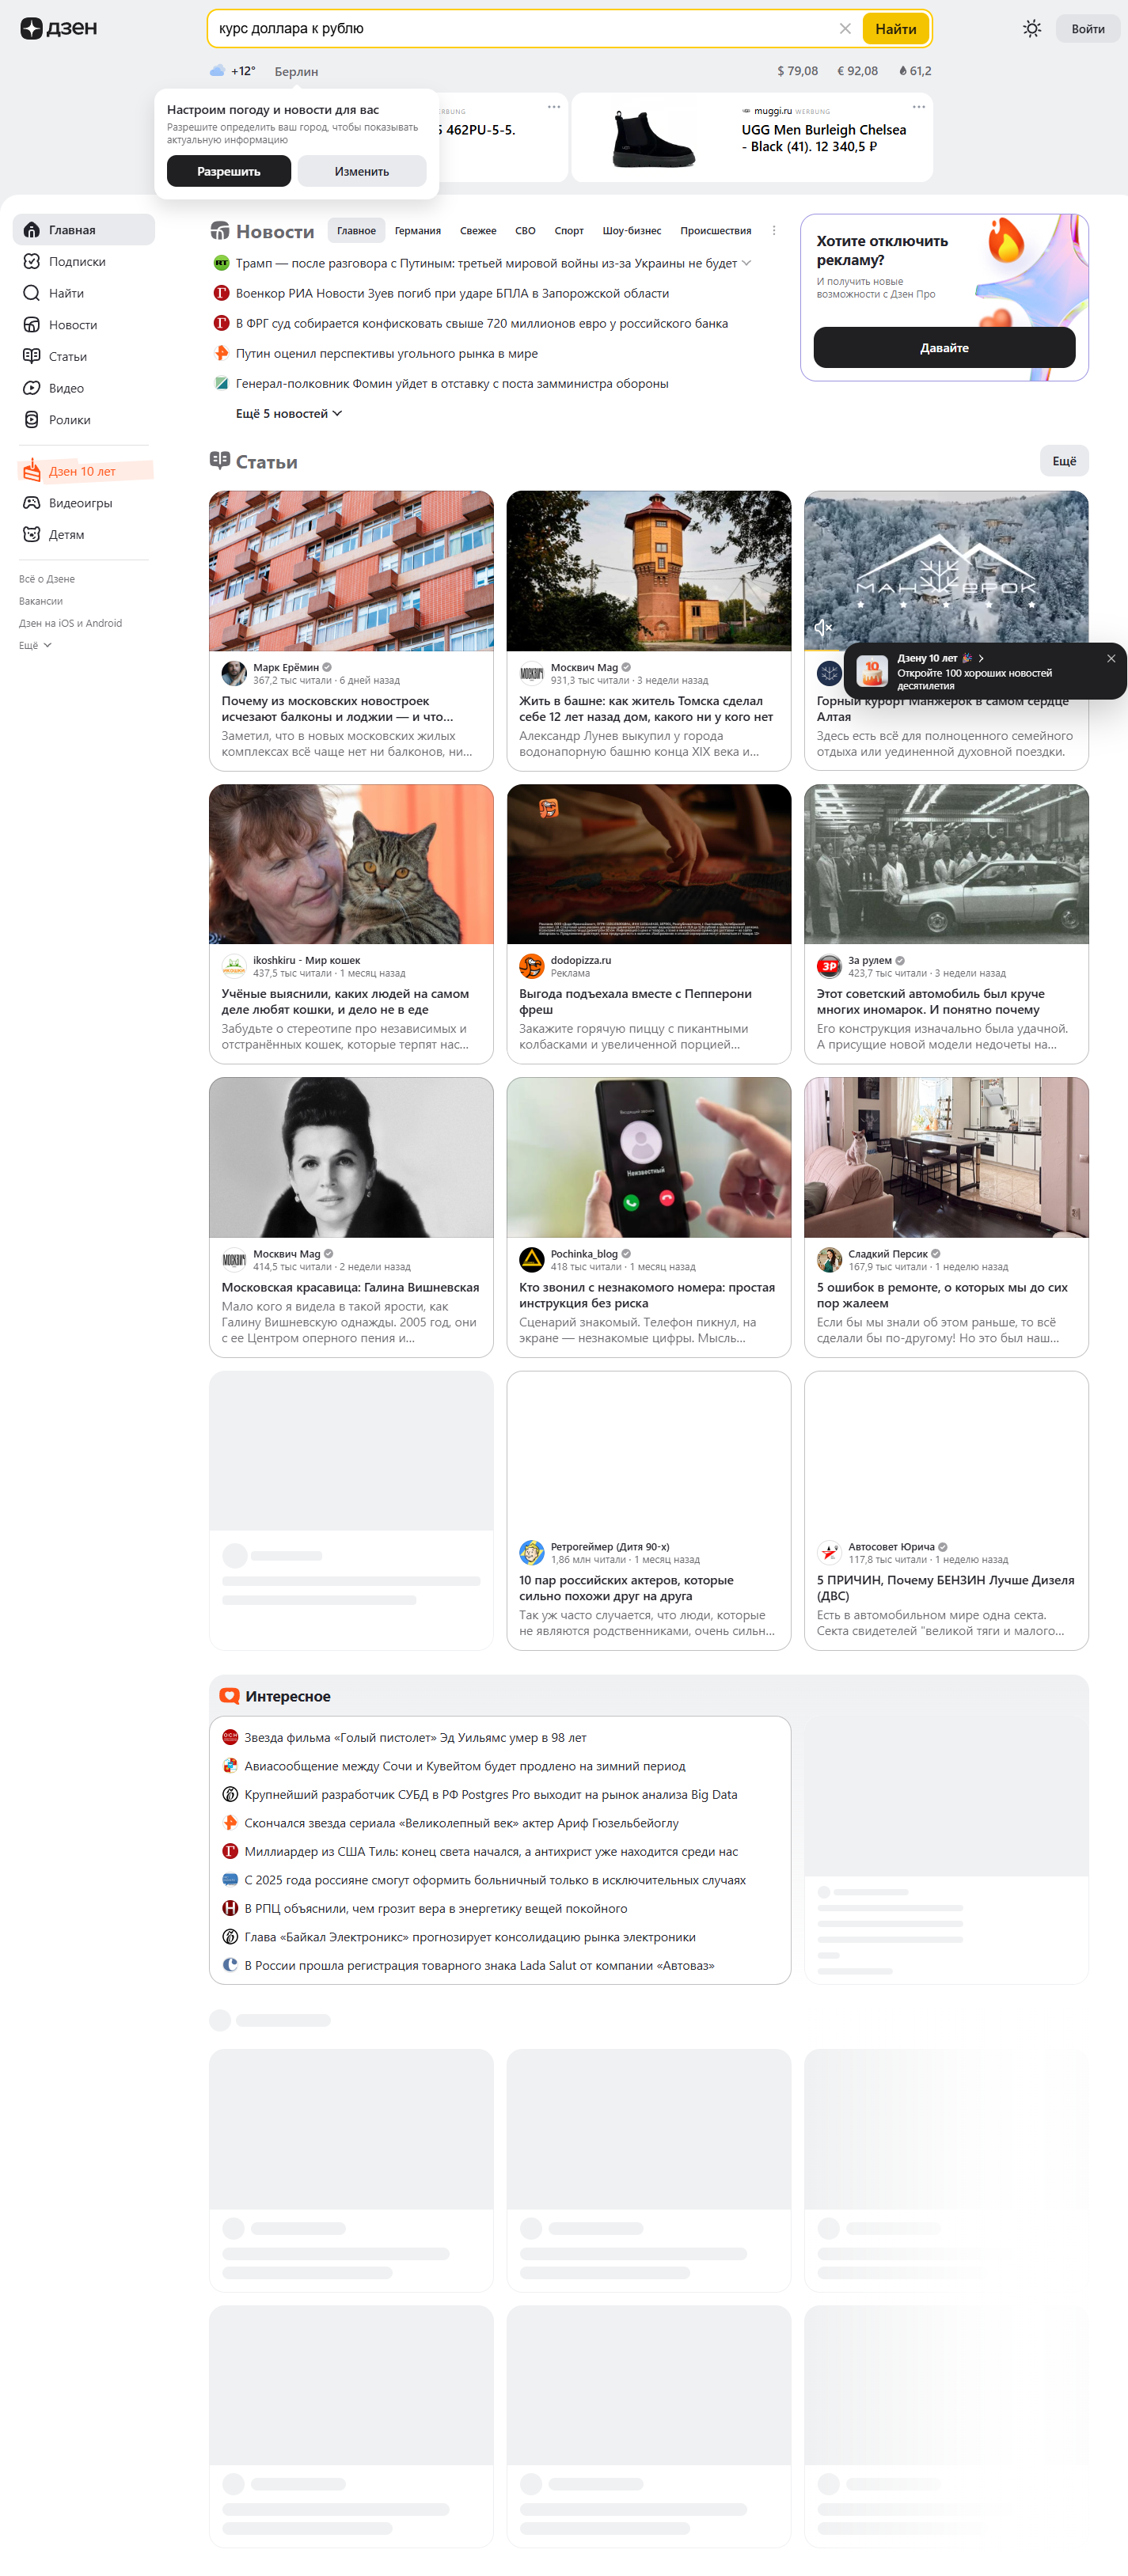 дзен
курс доллара к рублю
Найти
Войти
+12°
Берлин
$ 79,08
€ 92,08
61,2
Настроим погоду и новости для вас
Разрешите определить ваш город, чтобы показывать
актуальную информацию
Разрешить
Изменить
5 462PU-5-5.
muggi.ru WERBUNG
UGG Men Burleigh Chelsea
- Black (41). 12 340,5 ₽
Главная
Подписки
Найти
Новости
Статьи
Видео
Ролики
Дзен 10 лет
Видеоигры
Детям
Всё о Дзене
Вакансии
Дзен на iOS и Android
Ещё
Новости
Главное
Германия
Свежее
СВО
Спорт
Шоу-бизнес
Происшествия
Трамп — после разговора с Путиным: третьей мировой войны из-за Украины не будет
Военкор РИА Новости Зуев погиб при ударе БПЛА в Запорожской области
В ФРГ суд собирается конфисковать свыше 720 миллионов евро у российского банка
Путин оценил перспективы угольного рынка в мире
Генерал-полковник Фомин уйдет в отставку с поста замминистра обороны
Ещё 5 новостей
Хотите отключить
рекламу?
И получить новые
возможности с Дзен Про
Давайте
Статьи
Ещё
Марк Ерёмин
367,2 тыс читали · 6 дней назад
Почему из московских новостроек
исчезают балконы и лоджии — и что...
Заметил, что в новых московских жилых
комплексах всё чаще нет ни балконов, ни...
МОСКВИЧ
Москвич Mag
931,3 тыс читали · 3 недели назад
Жить в башне: как житель Томска сделал
себе 12 лет назад дом, какого ни у кого нет
Александр Лунев выкупил у города
водонапорную башню конца XIX века и...
МАНЖЕРОК
Дзену 10 лет
Откройте 100 хороших новостей
десятилетия
Горный курорт Манжерок в самом сердце
Алтая
Здесь есть всё для полноценного семейного
отдыха или уединенной духовной поездки.
ikoshkiru - Мир кошек
437,5 тыс читали · 1 месяц назад
Учёные выяснили, каких людей на самом
деле любят кошки, и дело не в еде
Забудьте о стереотипе про независимых и
отстранённых кошек, которые терпят нас...
dodopizza.ru
Реклама
Выгода подъехала вместе с Пепперони
фреш
Закажите горячую пиццу с пикантными
колбасками и увеличенной порцией...
ЗР
За рулем
423,7 тыс читали · 3 недели назад
Этот советский автомобиль был круче
многих иномарок. И понятно почему
Его конструкция изначально была удачной.
А присущие новой модели недочеты на...
МОСКВИЧ
Москвич Mag
414,5 тыс читали · 2 недели назад
Московская красавица: Галина Вишневская
Мало кого я видела в такой ярости, как
Галину Вишневскую однажды. 2005 год, они
с ее Центром оперного пения и...
Входящий звонок
Неизвестный
Pochinka_blog
418 тыс читали · 1 месяц назад
Кто звонил с незнакомого номера: простая
инструкция без риска
Сценарий знакомый. Телефон пикнул, на
экране — незнакомые цифры. Мысль...
Сладкий Персик
167,9 тыс читали · 1 неделю назад
5 ошибок в ремонте, о которых мы до сих
пор жалеем
Если бы мы знали об этом раньше, то всё
сделали бы по-другому! Но это был наш...
Ретрогеймер (Дитя 90-х)
1,86 млн читали · 1 месяц назад
10 пар российских актеров, которые
сильно похожи друг на друга
Так уж часто случается, что люди, которые
не являются родственниками, очень сильн...
Автосовет Юрича
117,8 тыс читали · 1 неделю назад
5 ПРИЧИН, Почему БЕНЗИН Лучше Дизеля
(ДВС)
Есть в автомобильном мире одна секта.
Секта свидетелей "великой тяги и малого...
Интересное
Звезда фильма «Голый пистолет» Эд Уильямс умер в 98 лет
Авиасообщение между Сочи и Кувейтом будет продлено на зимний период
Крупнейший разработчик СУБД в РФ Postgres Pro выходит на рынок анализа Big Data
Скончался звезда сериала «Великолепный век» актер Ариф Гюзельбейоглу
Миллиардер из США Тиль: конец света начался, а антихрист уже находится среди нас
С 2025 года россияне смогут оформить больничный только в исключительных случаях
В РПЦ объяснили, чем грозит вера в энергетику вещей покойного
Глава «Байкал Электроникс» прогнозирует консолидацию рынка электроники
В России прошла регистрация товарного знака Lada Salut от компании «Автоваз»